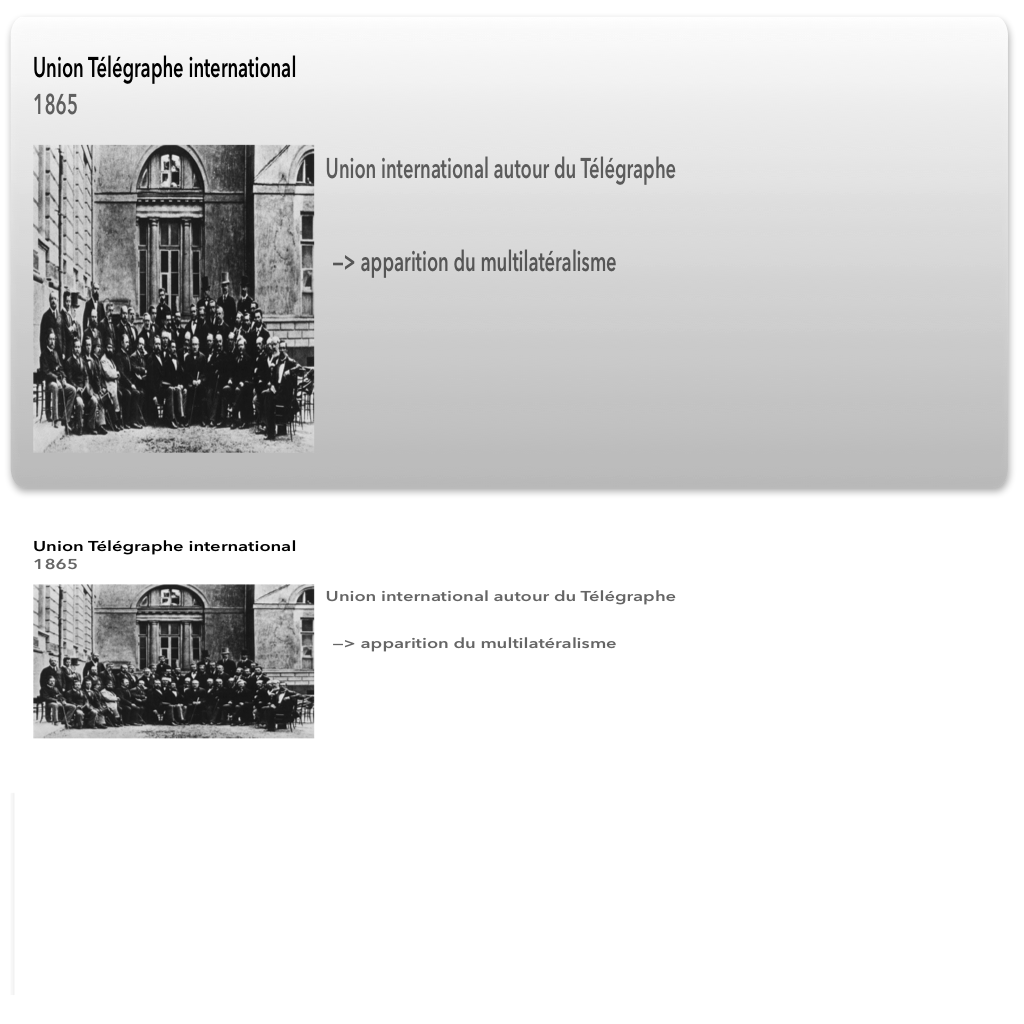 Union Télégraphe international
1865
Union international autour du Télégraphe
—> apparition du multilatéralisme
Union Télégraphe international
1865
Union international autour du Télégraphe
—> apparition du multilatéralisme